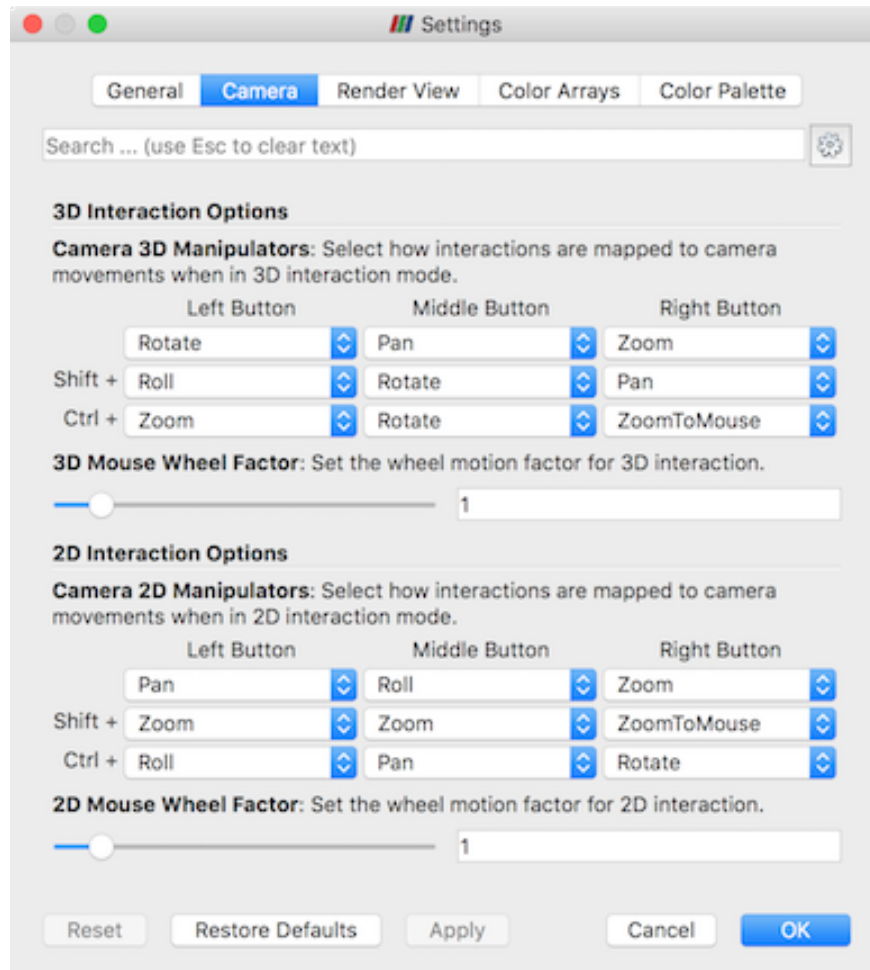 Settings
General Camera Render View Color Arrays Color Palette
Search ... (use Esc to clear text)
3D Interaction Options
Camera 3D Manipulators: Select how interactions are mapped to camera
movements when in 3D interaction mode.
Left Button Middle Button Right Button
Rotate Pan Zoom
Shift + Roll Rotate Pan
Ctrl + Zoom Rotate ZoomToMouse
3D Mouse Wheel Factor: Set the wheel motion factor for 3D interaction.
1
2D Interaction Options
Camera 2D Manipulators: Select how interactions are mapped to camera
movements when in 2D interaction mode.
Left Button Middle Button Right Button
Pan Roll Zoom
Shift + Zoom Zoom ZoomToMouse
Ctrl + Roll Pan Rotate
2D Mouse Wheel Factor: Set the wheel motion factor for 2D interaction.
1
Reset Restore Defaults Apply Cancel OK